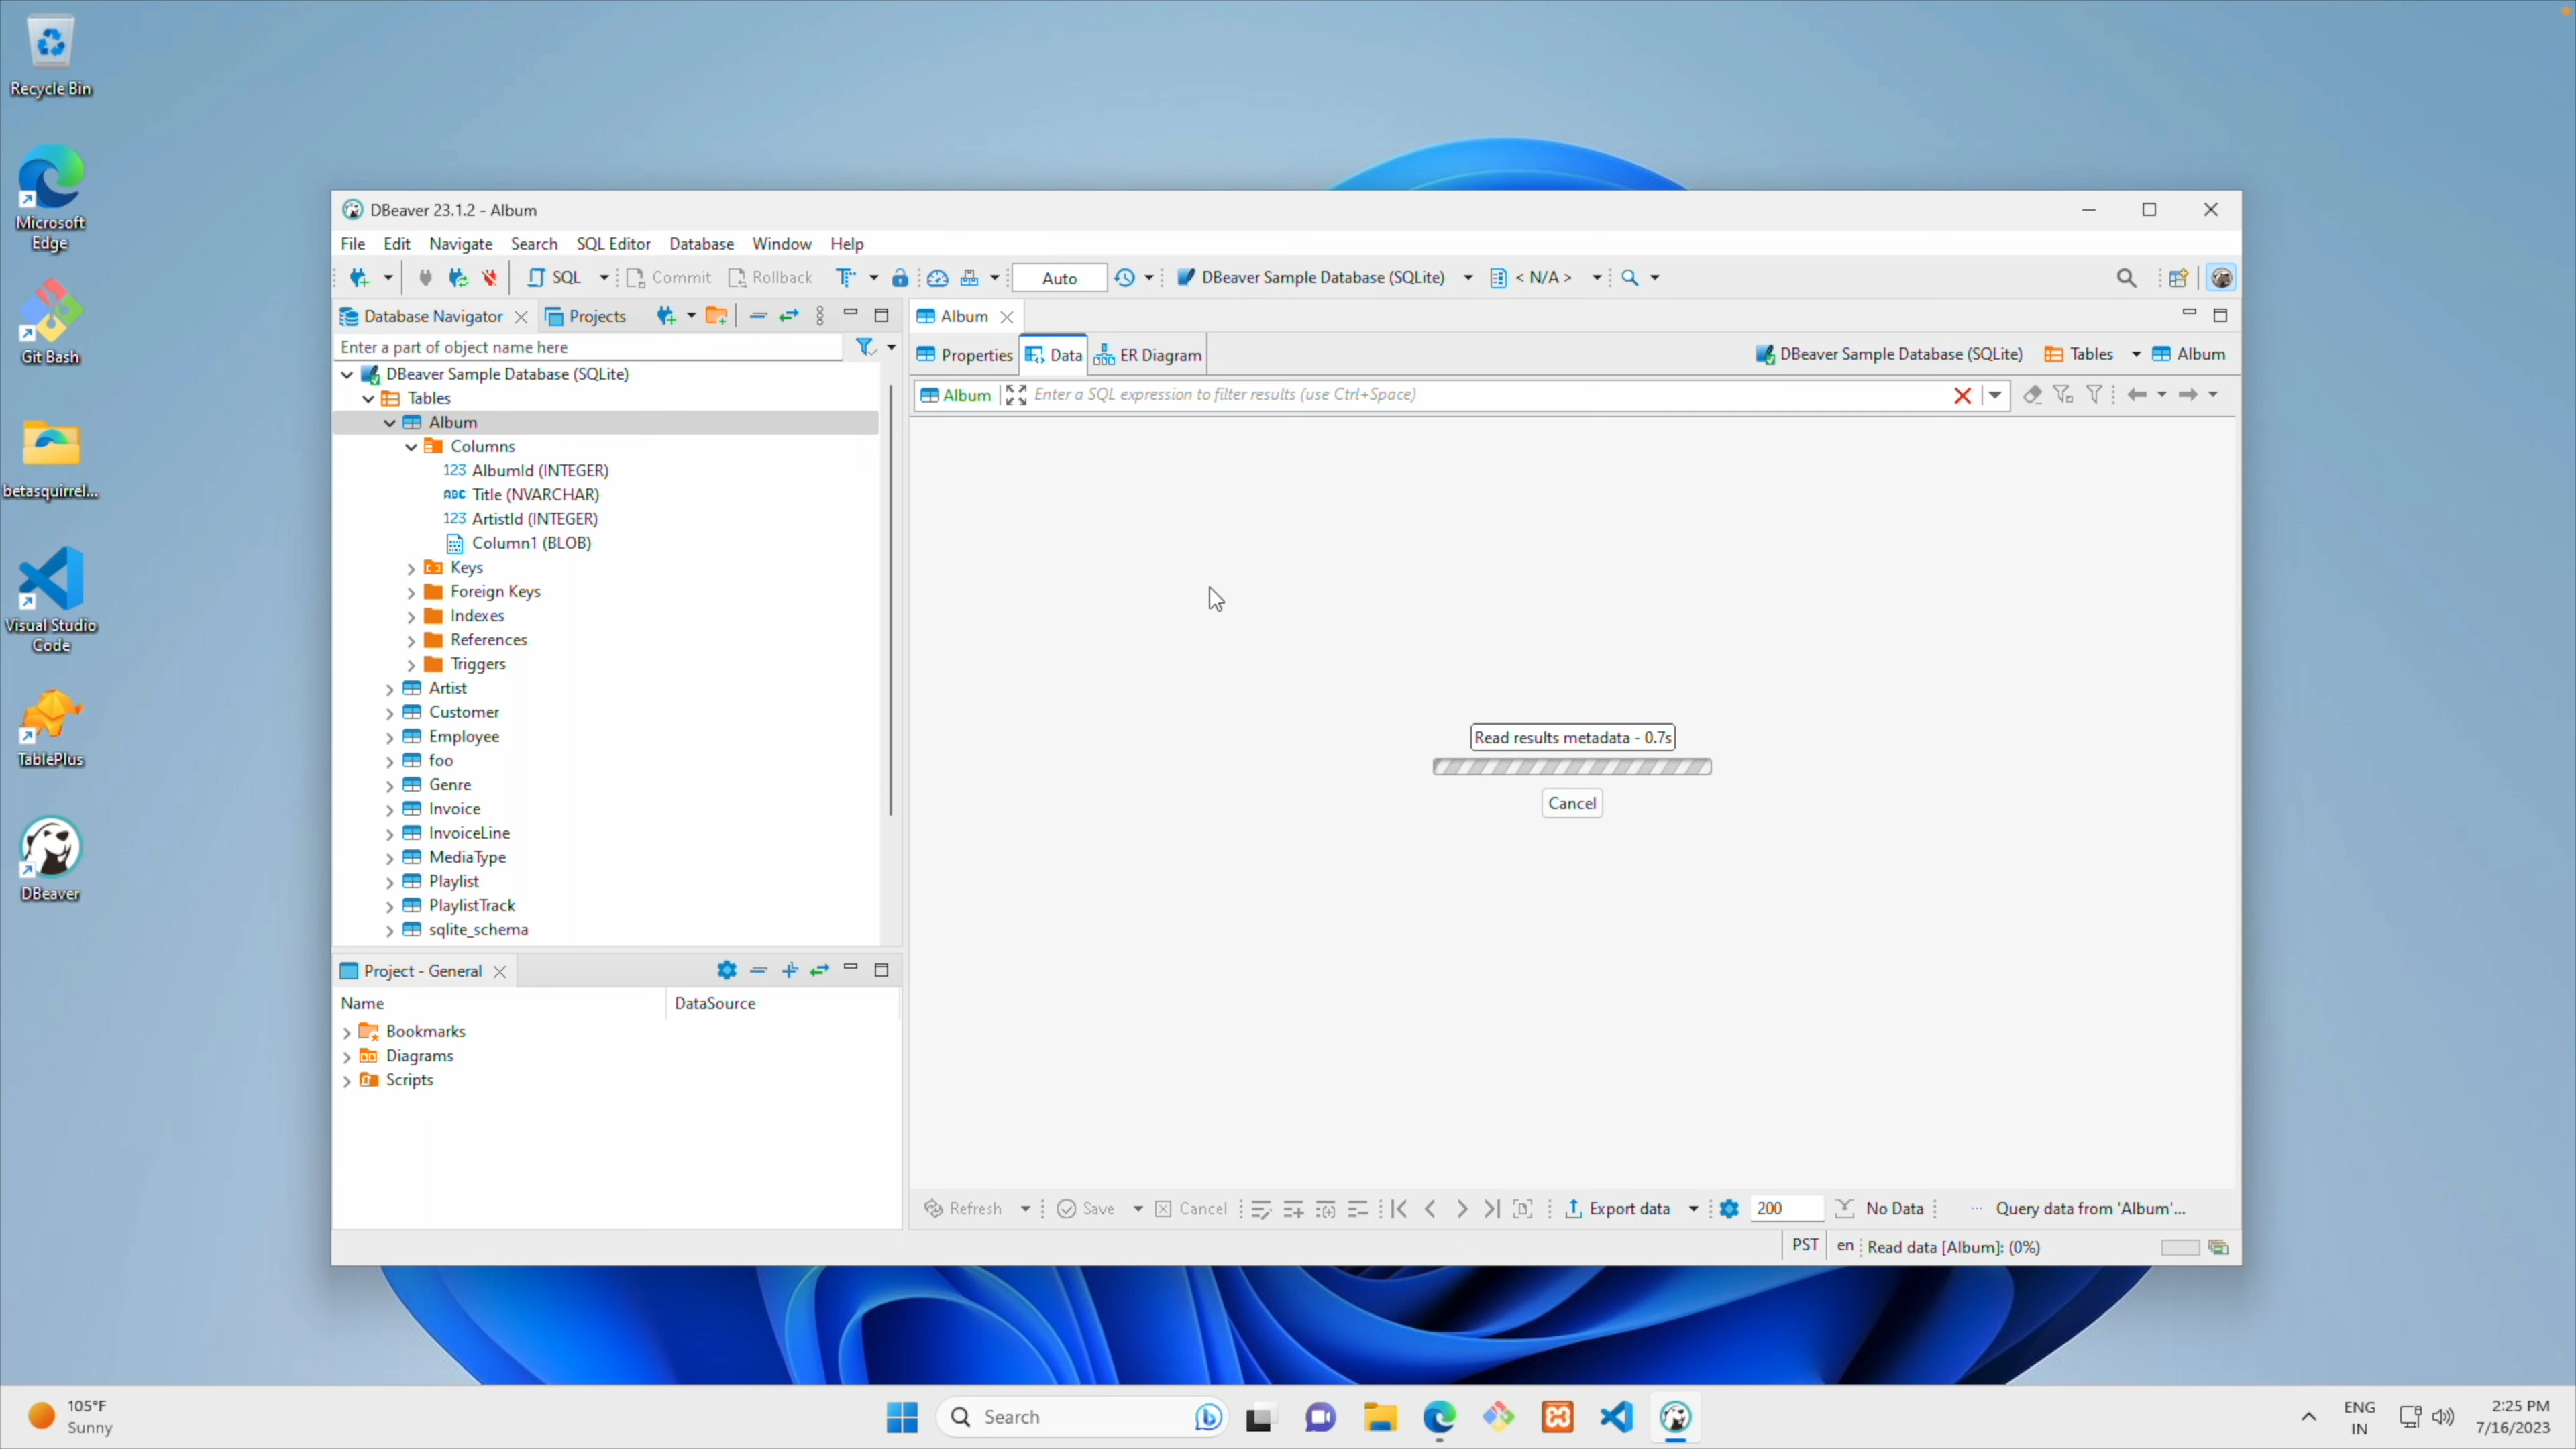 Recycle Bin
Microsoft
Edge
Git Bash
betasquirrel...
Visual Studio
Code
TablePlus
DBeaver
DBeaver 23.1.2 - Album
File Edit Navigate Search SQL Editor Database Window Help
SQL Commit Rollback Auto DBeaver Sample Database (SQLite) < N/A >
Database Navigator Projects
Enter a part of object name here
DBeaver Sample Database (SQLite)
Tables
Album
Columns
123 AlbumId (INTEGER)
ABC Title (NVARCHAR)
123 ArtistId (INTEGER)
Column1 (BLOB)
Keys
Foreign Keys
Indexes
References
Triggers
Artist
Customer
Employee
foo
Genre
Invoice
InvoiceLine
MediaType
Playlist
PlaylistTrack
sqlite_schema
Project - General
Name DataSource
Bookmarks
Diagrams
Scripts
Album
Properties Data ER Diagram DBeaver Sample Database (SQLite) Tables Album
Album Enter a SQL expression to filter results (use Ctrl+Space)
Read results metadata - 0.7s
Cancel
Refresh Save Cancel Export data 200 No Data ... Query data from 'Album'...
PST en Read data [Album]: (0%)
105°F
Sunny
Search
ENG
IN
2:25 PM
7/16/2023